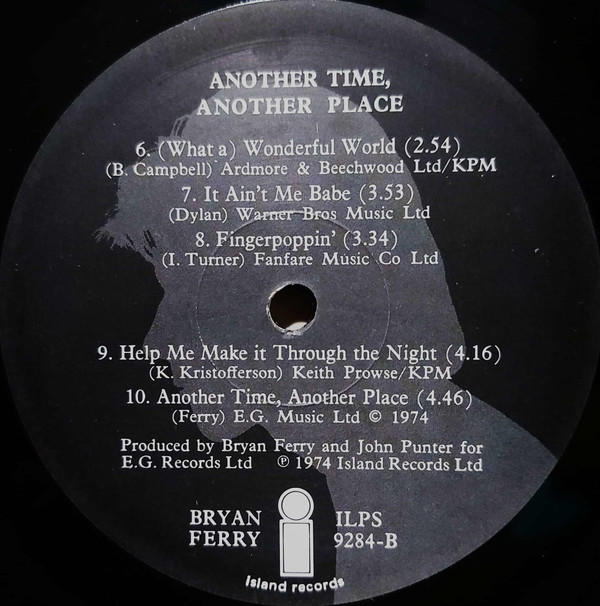 ANOTHER TIME,
ANOTHER PLACE
6. (What a) Wonderful World (2.54)
(B. Campbell) Ardmore & Beechwood Ltd/KPM
7. It Ain't Me Babe (3.53)
(Dylan) Warner Bros Music Ltd
8. Fingerpoppin' (3.34)
(I. Turner) Fanfare Music Co Ltd
9. Help Me Make it Through the Night (4.16)
(K. Kristofferson) Keith Prowse/KPM
10. Another Time, Another Place (4.46)
(Ferry) E.G. Music Ltd © 1974
Produced by Bryan Ferry and John Punter for
E.G. Records Ltd ℗ 1974 Island Records Ltd
BRYAN FERRY
ILPS 9284-B
island records